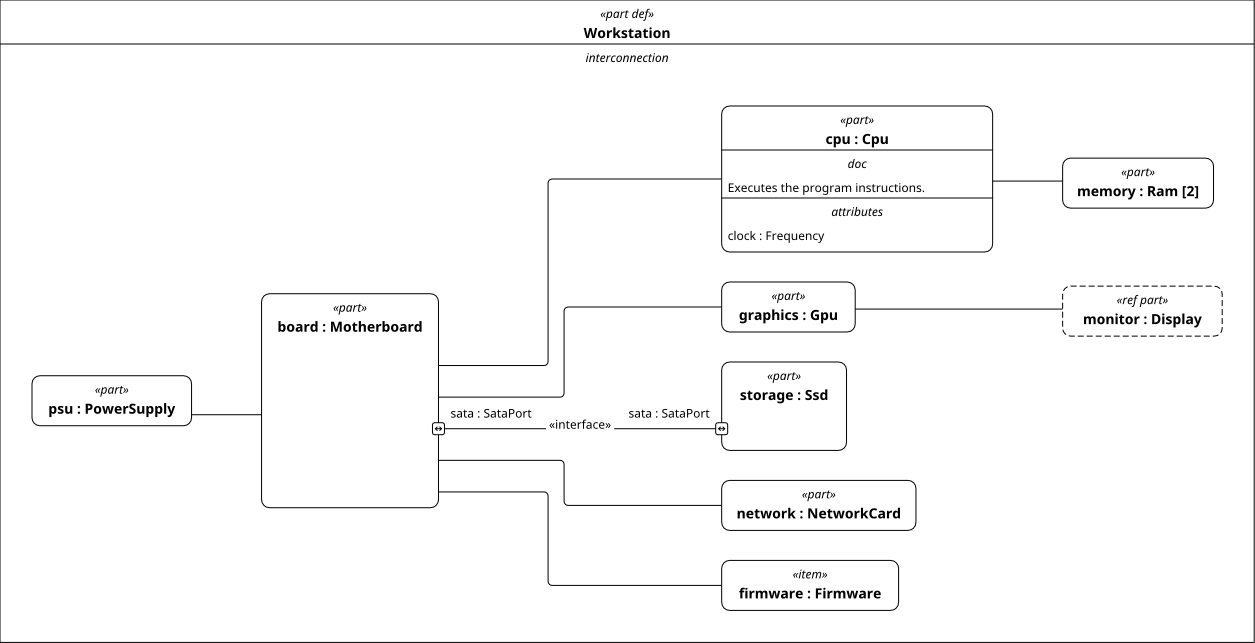 «part def»
Workstation
interconnection
«part»
cpu : Cpu
doc
Executes the program instructions.
attributes
clock : Frequency
«part»
memory : Ram [2]
«part»
graphics : Gpu
«ref part»
monitor : Display
«part»
board : Motherboard
«part»
psu : PowerSupply
«part»
storage : Ssd
sata : SataPort
«interface»
sata : SataPort
«part»
network : NetworkCard
«item»
firmware : Firmware